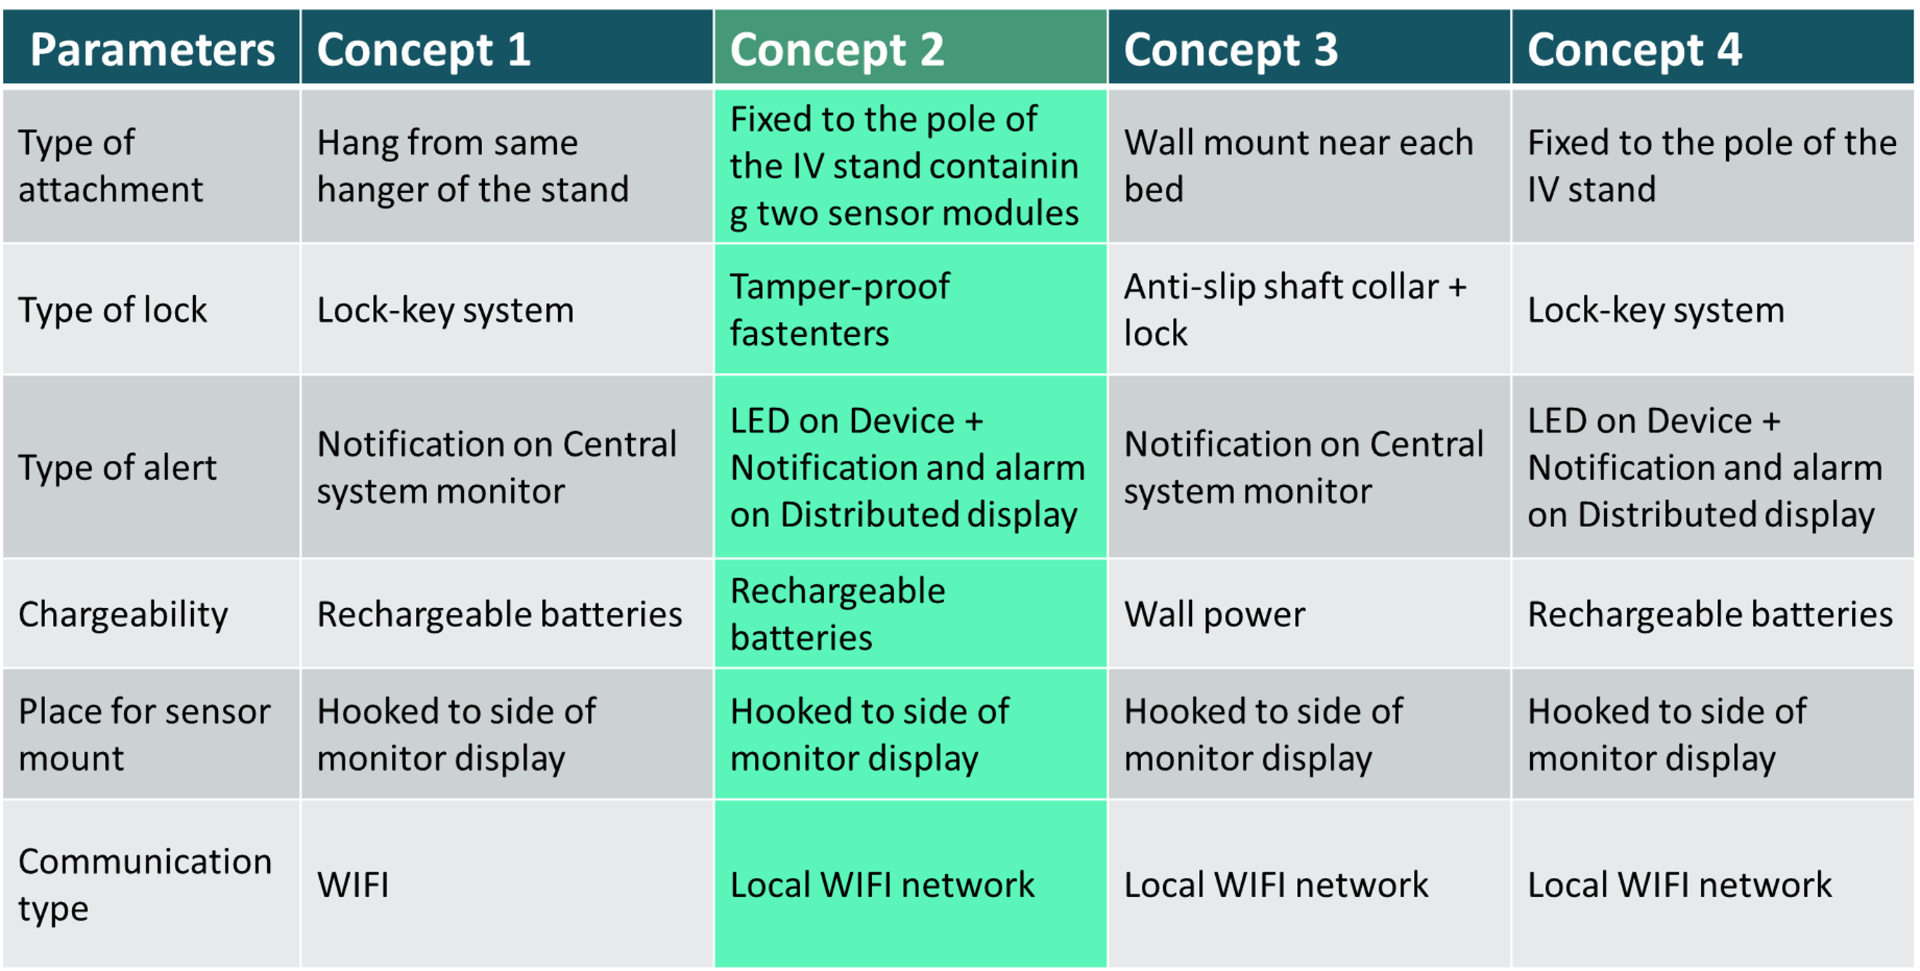 Parameters
Concept 1
Concept 2
Concept 3
Concept 4
Type of
attachment
Hang from same
hanger of the stand
Fixed to the pole of
the IV stand containin
g two sensor modules
Wall mount near each
bed
Fixed to the pole of the
IV stand
Type of lock
Lock-key system
Tamper-proof
fastenters
Anti-slip shaft collar +
lock
Lock-key system
Type of alert
Notification on Central
system monitor
LED on Device +
Notification and alarm
on Distributed display
Notification on Central
system monitor
LED on Device +
Notification and alarm
on Distributed display
Chargeability
Rechargeable batteries
Rechargeable
batteries
Wall power
Rechargeable batteries
Place for sensor
mount
Hooked to side of
monitor display
Hooked to side of
monitor display
Hooked to side of
monitor display
Hooked to side of
monitor display
Communication
type
WIFI
Local WIFI network
Local WIFI network
Local WIFI network